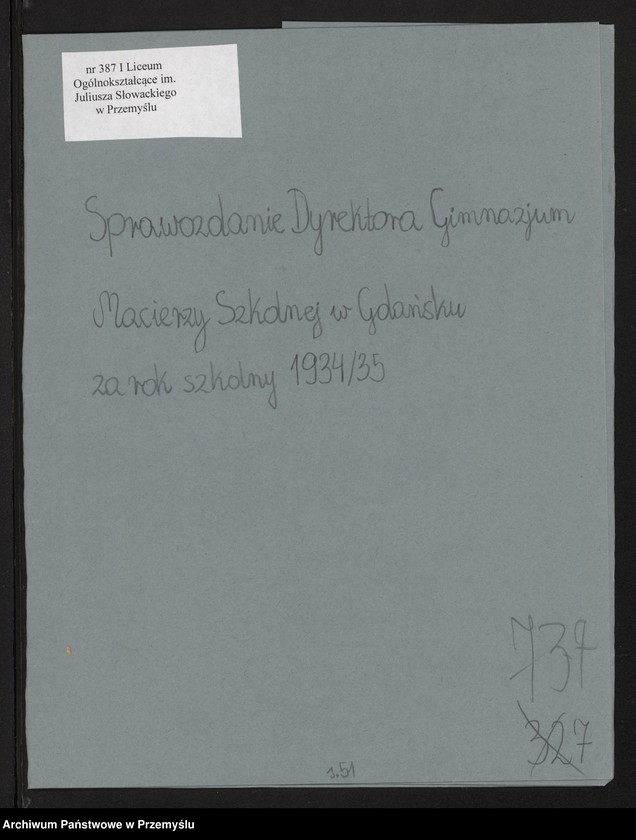 nr 387 I Liceum
Ogólnokształcące im.
Juliusza Słowackiego
w Przemyślu
Sprawozdanie Dyrektora Gimnazjum
Macierzy Szkolnej w Gdańsku
za rok szkolny 1934/35
737
327
s.51
Archiwum Państwowe w Przemyślu